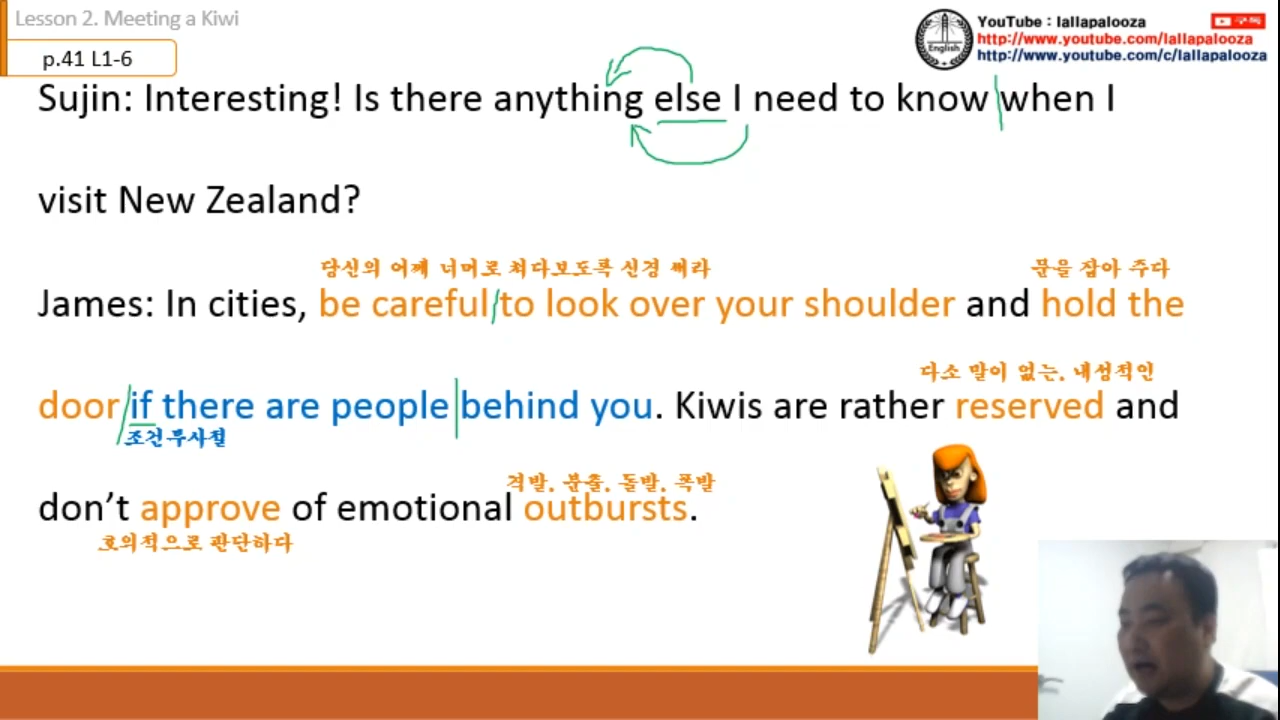 Lesson 2. Meeting a Kiwi
p.41 L1-6
English
YouTube : lallapalooza
구독
http://www.youtube.com/lallapalooza
http://www.youtube.com/c/lallapalooza
Sujin: Interesting! Is there anything else I need to know when I
visit New Zealand?
당신의 어깨 너머로 쳐다보도록 신경 써라 문을 잡아 주다
James: In cities, be careful to look over your shoulder and hold the
다소 말이 없는, 내성적인
door if there are people behind you. Kiwis are rather reserved and
조건부사절
격발, 분출, 돌발, 폭발
don’t approve of emotional outbursts.
호의적으로 판단하다